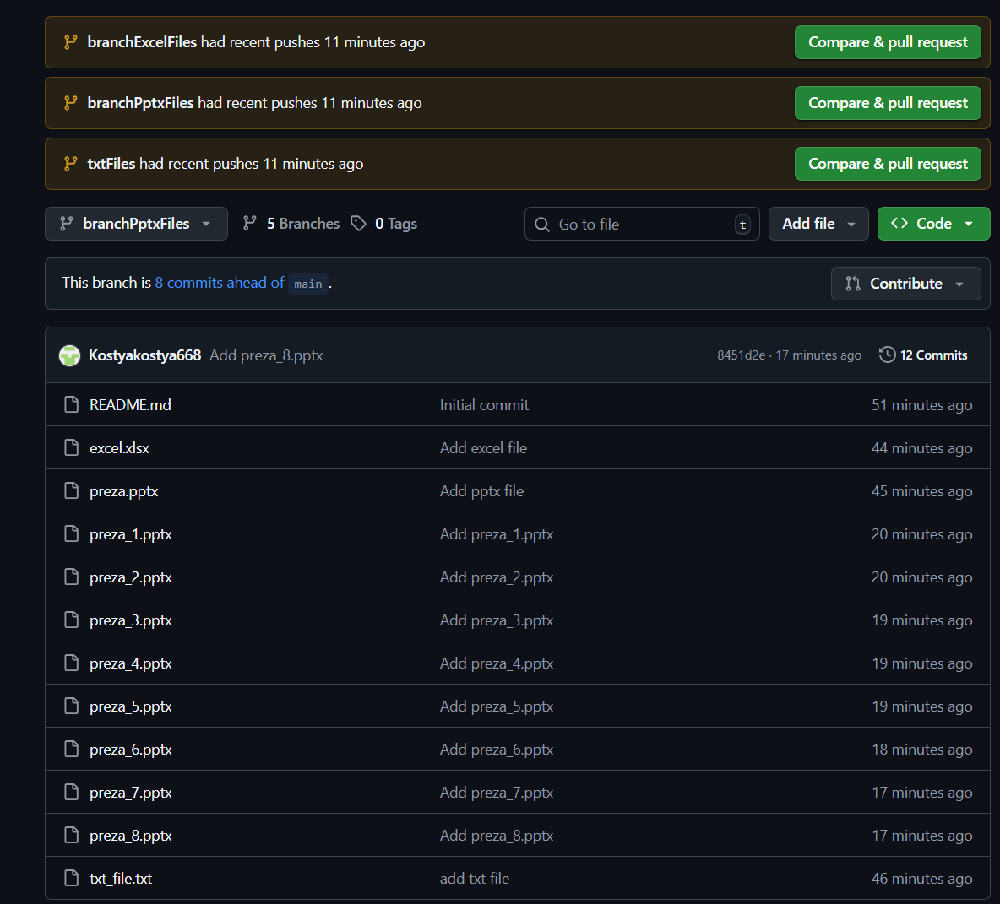 branchExcelFiles had recent pushes 11 minutes ago Compare & pull request
branchPptxFiles had recent pushes 11 minutes ago Compare & pull request
txtFiles had recent pushes 11 minutes ago Compare & pull request
branchPptxFiles 5 Branches 0 Tags Go to file t Add file Code
This branch is 8 commits ahead of main . Contribute
Kostyakostya668 Add preza_8.pptx 8451d2e · 17 minutes ago 12 Commits
README.md Initial commit 51 minutes ago
excel.xlsx Add excel file 44 minutes ago
preza.pptx Add pptx file 45 minutes ago
preza_1.pptx Add preza_1.pptx 20 minutes ago
preza_2.pptx Add preza_2.pptx 20 minutes ago
preza_3.pptx Add preza_3.pptx 19 minutes ago
preza_4.pptx Add preza_4.pptx 19 minutes ago
preza_5.pptx Add preza_5.pptx 19 minutes ago
preza_6.pptx Add preza_6.pptx 18 minutes ago
preza_7.pptx Add preza_7.pptx 17 minutes ago
preza_8.pptx Add preza_8.pptx 17 minutes ago
txt_file.txt add txt file 46 minutes ago